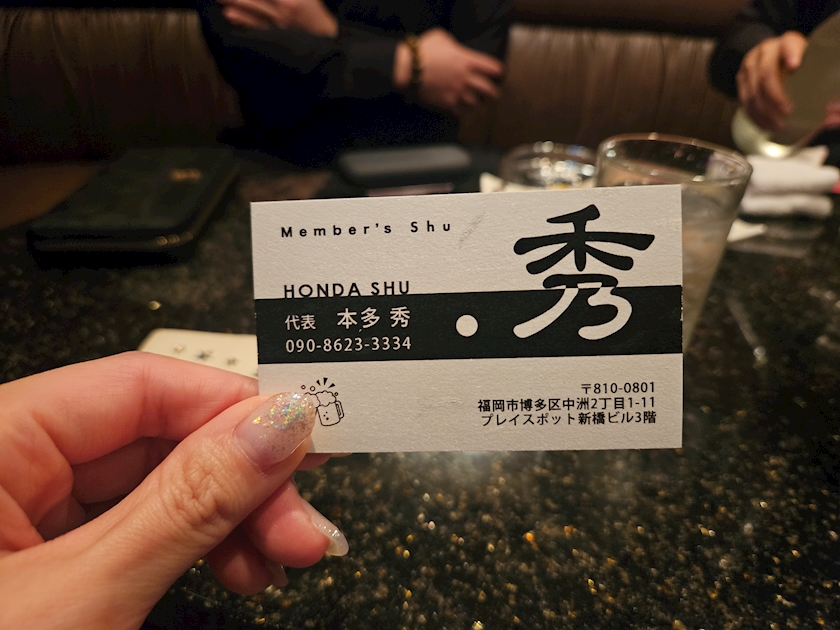 Member's Shu
秀
HONDA SHU
代表 本多 秀
090-8623-3334
〒810-0801
福岡市博多区中洲2丁目1-11
プレイスポット新橋ビル3階